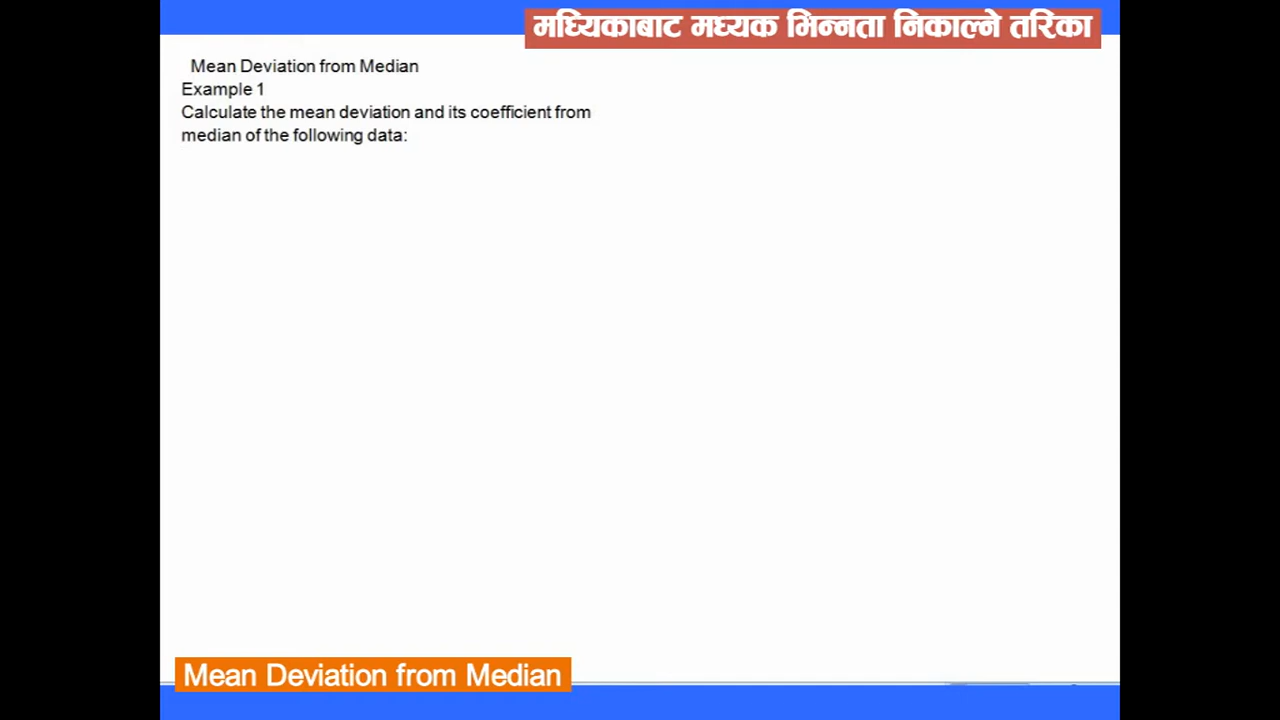 मध्यिकाबाट मध्यक भिन्नता निकाल्ने तरिका
Mean Deviation from Median
Example 1
Calculate the mean deviation and its coefficient from
median of the following data:
Mean Deviation from Median